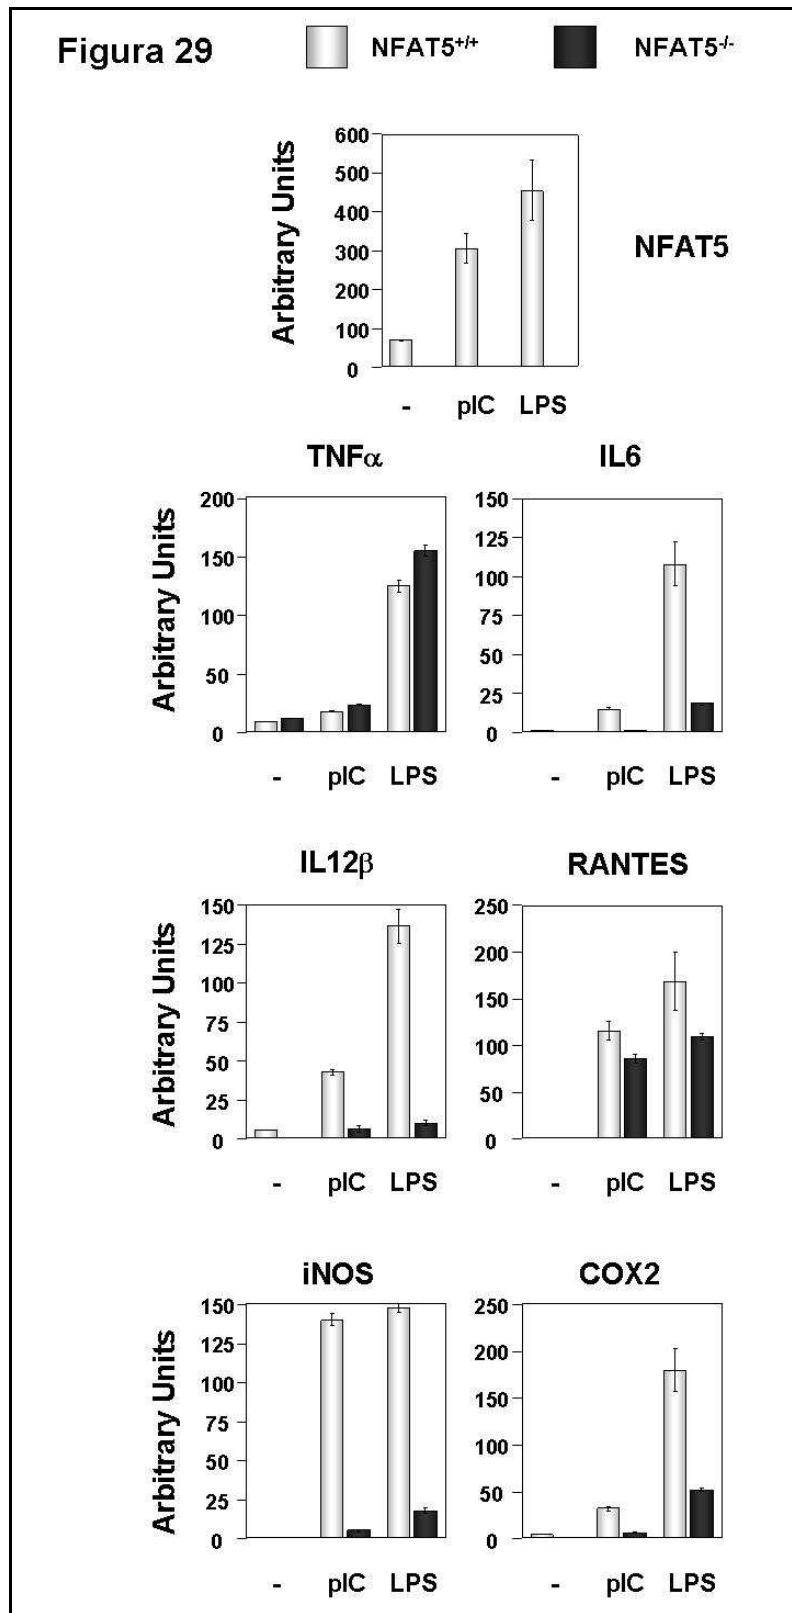 Figura 29
NFAT5+/+
NFAT5-/-
Arbitrary Units
600
500
400
300
200
100
0
- pIC LPS
NFAT5
TNFα
Arbitrary Units
200
150
100
50
0
- pIC LPS
IL6
150
125
100
75
50
25
0
- pIC LPS
IL12β
Arbitrary Units
150
125
100
75
50
25
0
- pIC LPS
RANTES
250
200
150
100
50
0
- pIC LPS
iNOS
Arbitrary Units
150
125
100
75
50
25
0
- pIC LPS
COX2
250
200
150
100
50
0
- pIC LPS